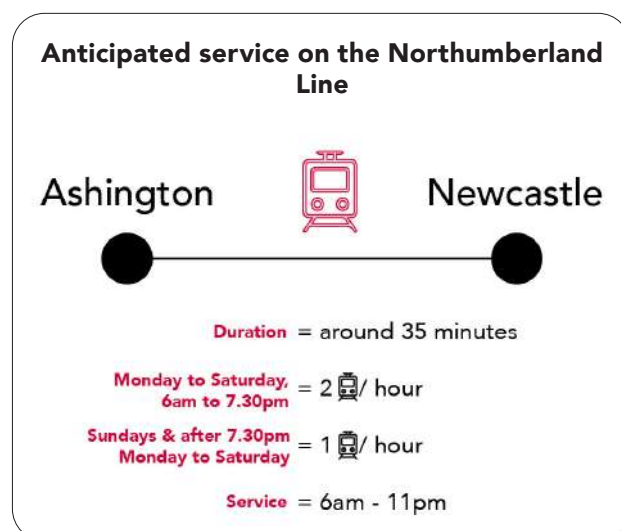 Anticipated service on the Northumberland
Line
Ashington
Newcastle
Duration = around 35 minutes
Monday to Saturday,
6am to 7.30pm = 2 / hour
Sundays & after 7.30pm
Monday to Saturday = 1 / hour
Service = 6am - 11pm